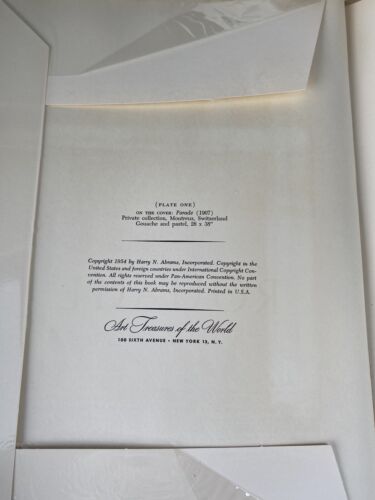 (PLATE ONE)
ON THE COVER: Parade (1907)
Private collection, Montreux, Switzerland
Gouache and pastel, 28 x 38"
Copyright 1954 by Harry N. Abrams, Incorporated. Copyright in the
United States and foreign countries under International Copyright Con-
vention. All rights reserved under Pan-American Convention. No part
of the contents of this book may be reproduced without the written
permission of Harry N. Abrams, Incorporated. Printed in U.S.A.
Art Treasures of the World
100 SIXTH AVENUE • NEW YORK 13, N. Y.